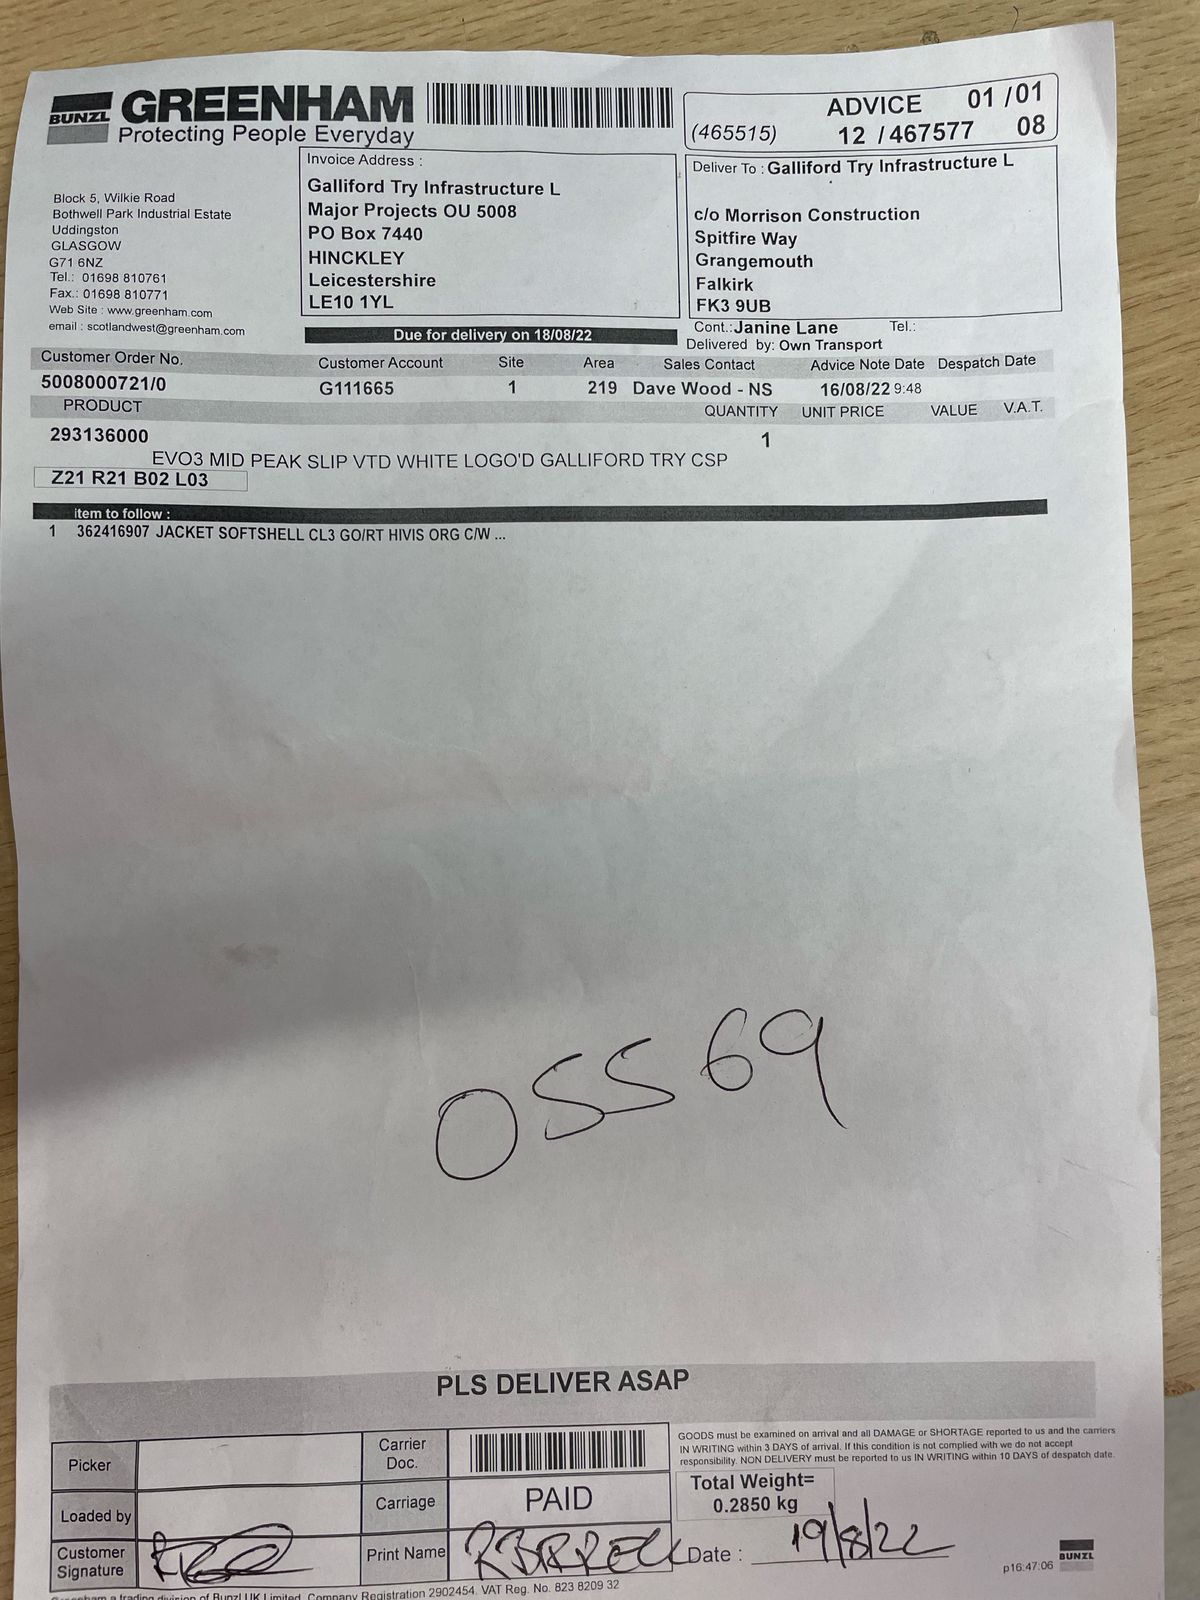 BUNZL GREENHAM
Protecting People Everyday
(465515)
ADVICE 01 /01
12 /467577 08
Block 5, Wilkie Road
Bothwell Park Industrial Estate
Uddingston
GLASGOW
G71 6NZ
Tel.: 01698 810761
Fax.: 01698 810771
Web Site : www.greenham.com
email : scotlandwest@greenham.com
Invoice Address :
Galliford Try Infrastructure L
Major Projects OU 5008
PO Box 7440
HINCKLEY
Leicestershire
LE10 1YL
Deliver To : Galliford Try Infrastructure L
c/o Morrison Construction
Spitfire Way
Grangemouth
Falkirk
FK3 9UB
Due for delivery on 18/08/22
Cont.: Janine Lane Tel.:
Delivered by: Own Transport
Customer Order No. Customer Account Site Area Sales Contact Advice Note Date Despatch Date
5008000721/0 G111665 1 219 Dave Wood - NS 16/08/22 9:48
PRODUCT QUANTITY UNIT PRICE VALUE V.A.T.
293136000 1
EVO3 MID PEAK SLIP VTD WHITE LOGO'D GALLIFORD TRY CSP
Z21 R21 B02 L03
item to follow :
1 362416907 JACKET SOFTSHELL CL3 GO/RT HIVIS ORG C/W ...
05569
PLS DELIVER ASAP
Picker
Carrier Doc.
Loaded by
Carriage PAID
Customer Signature
Print Name
GOODS must be examined on arrival and all DAMAGE or SHORTAGE reported to us and the carriers
IN WRITING within 3 DAYS of arrival. If this condition is not complied with we do not accept
responsibility. NON DELIVERY must be reported to us IN WRITING within 10 DAYS of despatch date.
Total Weight=
0.2850 kg
Date : 19/8/22
p16:47:06
BUNZL
Greenham a trading division of Bunzl UK Limited. Company Registration 2902454. VAT Reg. No. 823 8209 32